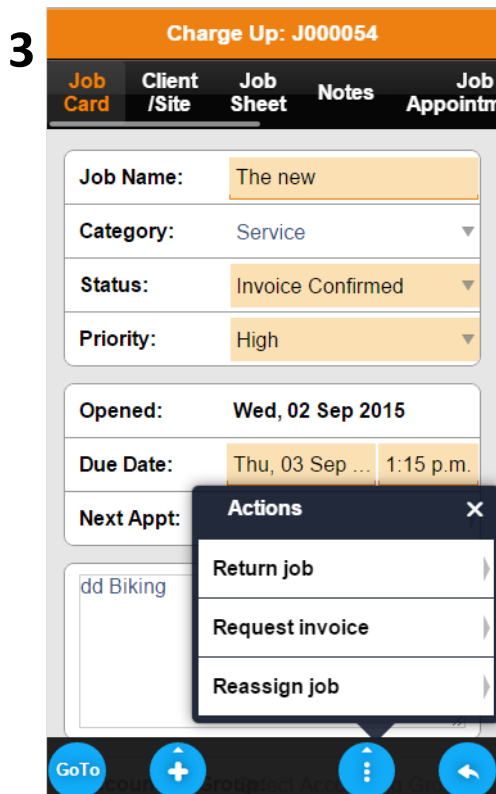 3
Charge Up: J000054
Job Card
Client /Site
Job Sheet
Notes
Job Appointm
Job Name: The new
Category: Service
Status: Invoice Confirmed
Priority: High
Opened: Wed, 02 Sep 2015
Due Date: Thu, 03 Sep ... 1:15 p.m.
Next Appt:
Actions
Return job
Request invoice
Reassign job
dd Biking
GoTo